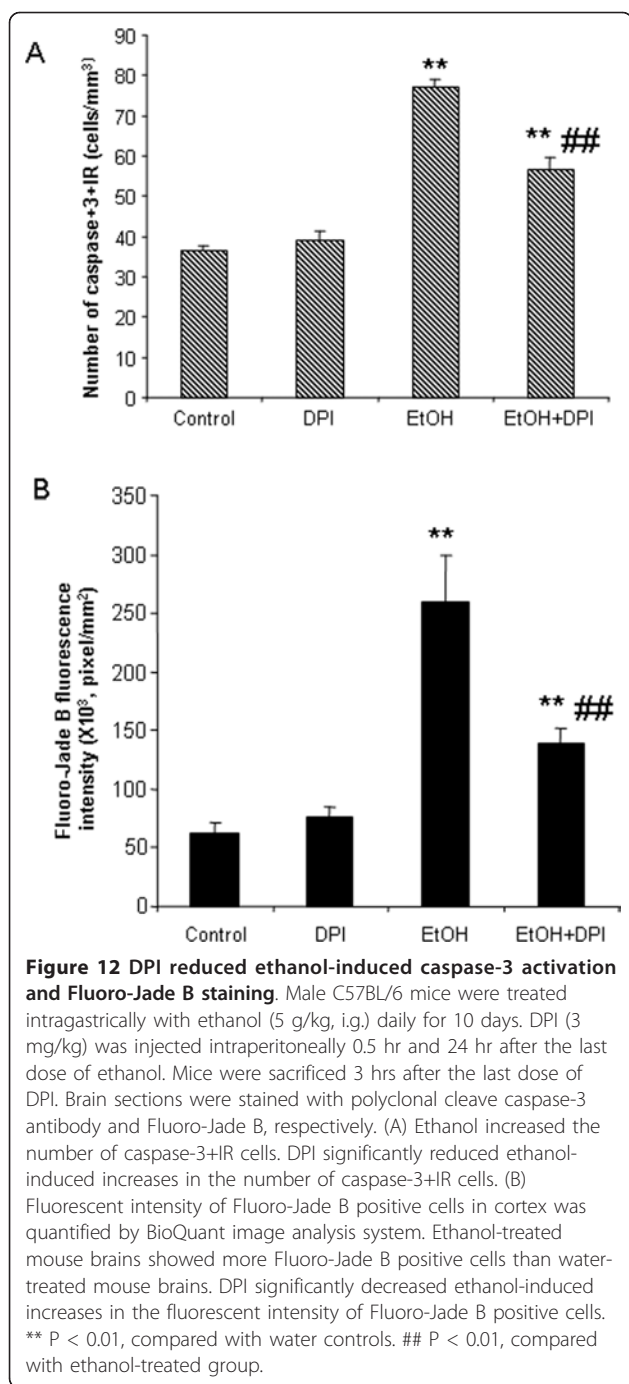 A
Number of caspase+3+IR (cells/mm³)
90
80
70
60
50
40
30
20
10
0
**
** ##
Control DPI EtOH EtOH+DPI
B
Fluoro-Jade B fluorescence
intensity (X10³, pixel/mm²)
350
300
250
200
150
100
50
0
**
** ##
Control DPI EtOH EtOH+DPI
Figure 12 DPI reduced ethanol-induced caspase-3 activation
and Fluoro-Jade B staining. Male C57BL/6 mice were treated
intragastrically with ethanol (5 g/kg, i.g.) daily for 10 days. DPI (3
mg/kg) was injected intraperitoneally 0.5 hr and 24 hr after the last
dose of ethanol. Mice were sacrificed 3 hrs after the last dose of
DPI. Brain sections were stained with polyclonal cleave caspase-3
antibody and Fluoro-Jade B, respectively. (A) Ethanol increased the
number of caspase-3+IR cells. DPI significantly reduced ethanol-
induced increases in the number of caspase-3+IR cells. (B)
Fluorescent intensity of Fluoro-Jade B positive cells in cortex was
quantified by BioQuant image analysis system. Ethanol-treated
mouse brains showed more Fluoro-Jade B positive cells than water-
treated mouse brains. DPI significantly decreased ethanol-induced
increases in the fluorescent intensity of Fluoro-Jade B positive cells.
** P < 0.01, compared with water controls. ## P < 0.01, compared
with ethanol-treated group.